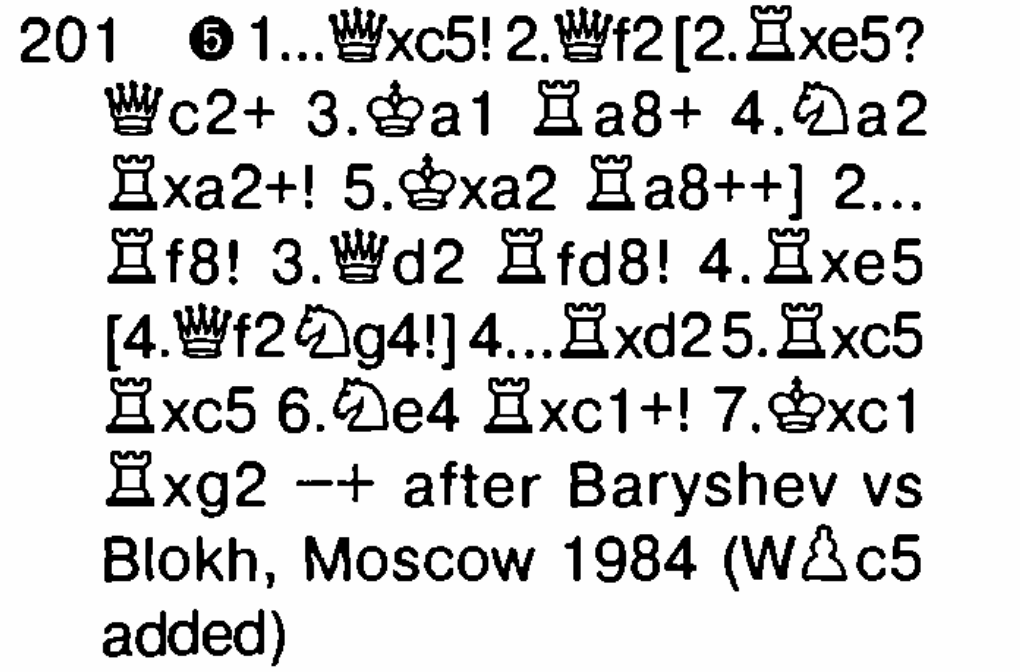 201 ❺ 1...♕xc5! 2.♕f2 [2.♖xe5?
♕c2+ 3.♔a1 ♖a8+ 4.♘a2
♖xa2+! 5.♔xa2 ♖a8++] 2...
♖f8! 3.♕d2 ♖fd8! 4.♖xe5
[4.♕f2 ♘g4!] 4...♖xd2 5.♖xc5
♖xc5 6.♘e4 ♖xc1+! 7.♔xc1
♖xg2 −+ after Baryshev vs
Blokh, Moscow 1984 (W♙c5
added)